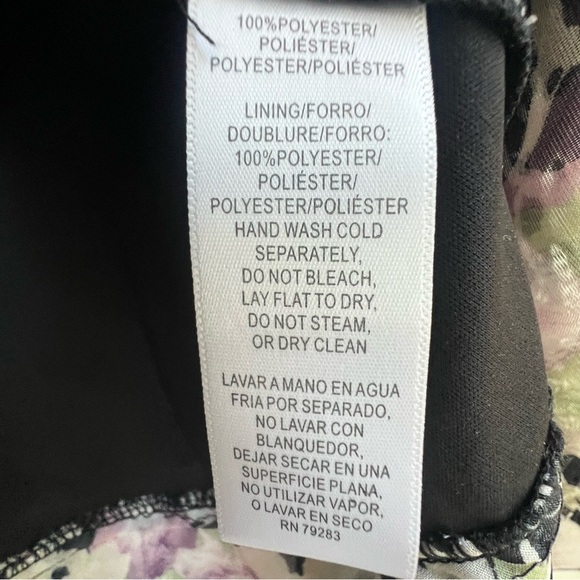 100%POLYESTER/
POLIÉSTER/
POLYESTER/POLIÉSTER
LINING/FORRO/
DOUBLURE/FORRO:
100%POLYESTER/
POLIÉSTER/
POLYESTER/POLIÉSTER
HAND WASH COLD
SEPARATELY,
DO NOT BLEACH,
LAY FLAT TO DRY,
DO NOT STEAM,
OR DRY CLEAN
LAVAR A MANO EN AGUA
FRIA POR SEPARADO,
NO LAVAR CON
BLANQUEDOR,
DEJAR SECAR EN UNA
SUPERFICIE PLANA,
NO UTILIZAR VAPOR,
O LAVAR EN SECO
RN 79283